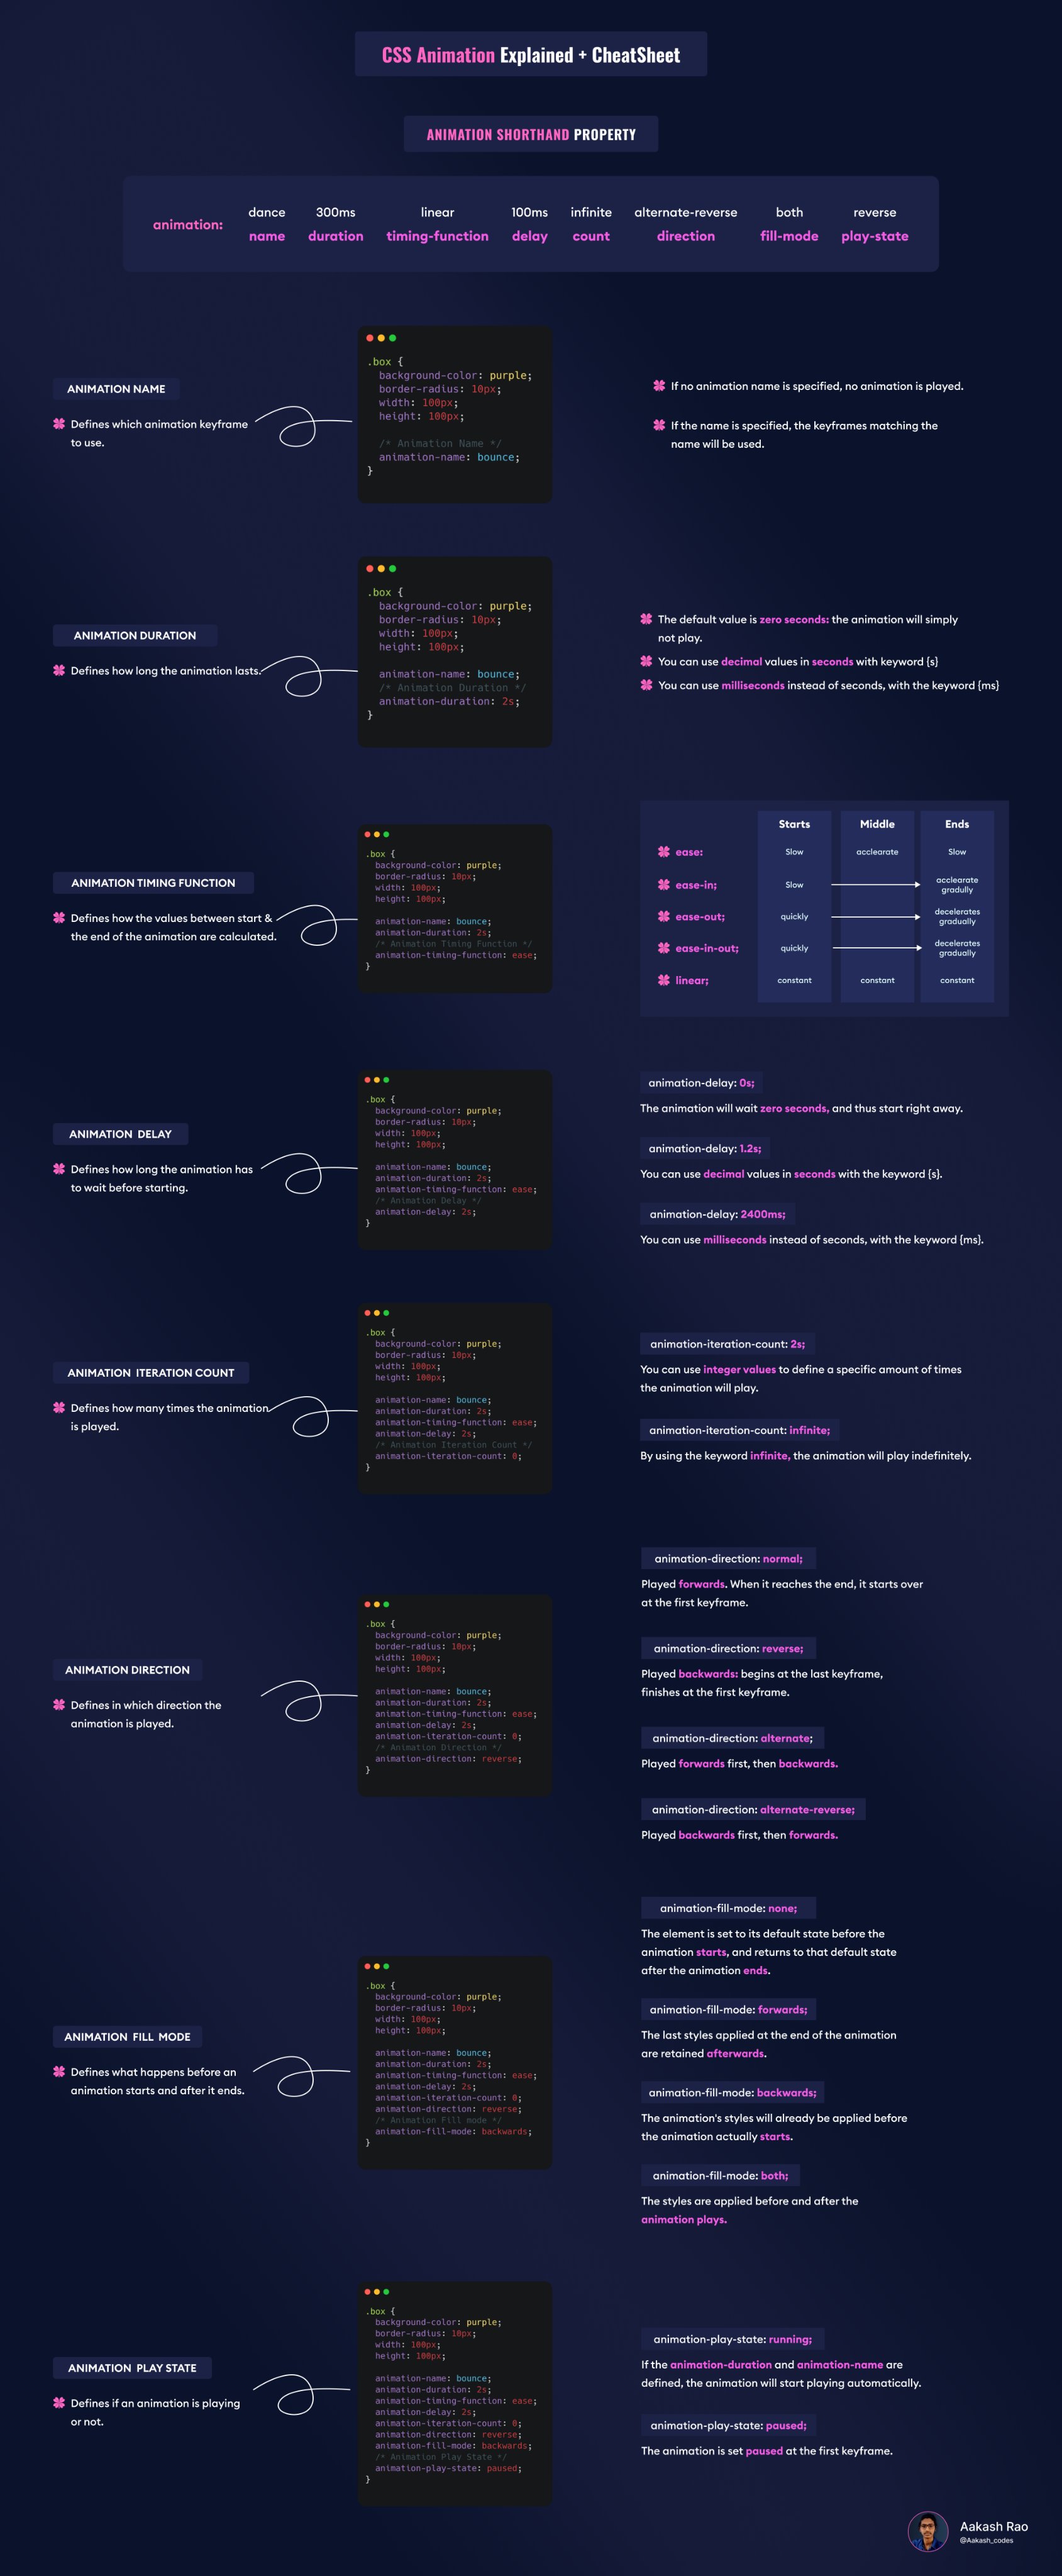 CSS Animation Explained + CheatSheet
ANIMATION SHORTHAND PROPERTY
animation:
dance 300ms linear 100ms infinite alternate-reverse both reverse
name duration timing-function delay count direction fill-mode play-state
ANIMATION NAME
Defines which animation keyframe
to use.
.box {
background-color: purple;
border-radius: 10px;
width: 100px;
height: 100px;
/* Animation Name */
animation-name: bounce;
}
If no animation name is specified, no animation is played.
If the name is specified, the keyframes matching the
name will be used.
ANIMATION DURATION
Defines how long the animation lasts.
.box {
background-color: purple;
border-radius: 10px;
width: 100px;
height: 100px;
animation-name: bounce;
/* Animation Duration */
animation-duration: 2s;
}
The default value is zero seconds: the animation will simply
not play.
You can use decimal values in seconds with keyword {s}
You can use milliseconds instead of seconds, with the keyword {ms}
ANIMATION TIMING FUNCTION
Defines how the values between start &
the end of the animation are calculated.
.box {
background-color: purple;
border-radius: 10px;
width: 100px;
height: 100px;
animation-name: bounce;
animation-duration: 2s;
/* Animation Timing Function */
animation-timing-function: ease;
}
Starts Middle Ends
ease: Slow acclearate Slow
ease-in; Slow acclearate
gradully
ease-out; quickly decelerates
gradually
ease-in-out; quickly decelerates
gradually
linear; constant constant constant
ANIMATION DELAY
Defines how long the animation has
to wait before starting.
.box {
background-color: purple;
border-radius: 10px;
width: 100px;
height: 100px;
animation-name: bounce;
animation-duration: 2s;
animation-timing-function: ease;
/* Animation Delay */
animation-delay: 2s;
}
animation-delay: 0s;
The animation will wait zero seconds, and thus start right away.
animation-delay: 1.2s;
You can use decimal values in seconds with the keyword {s}.
animation-delay: 2400ms;
You can use milliseconds instead of seconds, with the keyword {ms}.
ANIMATION ITERATION COUNT
Defines how many times the animation
is played.
.box {
background-color: purple;
border-radius: 10px;
width: 100px;
height: 100px;
animation-name: bounce;
animation-duration: 2s;
animation-timing-function: ease;
animation-delay: 2s;
/* Animation Iteration Count */
animation-iteration-count: 0;
}
animation-iteration-count: 2s;
You can use integer values to define a specific amount of times
the animation will play.
animation-iteration-count: infinite;
By using the keyword infinite, the animation will play indefinitely.
ANIMATION DIRECTION
Defines in which direction the
animation is played.
.box {
background-color: purple;
border-radius: 10px;
width: 100px;
height: 100px;
animation-name: bounce;
animation-duration: 2s;
animation-timing-function: ease;
animation-delay: 2s;
animation-iteration-count: 0;
/* Animation Direction */
animation-direction: reverse;
}
animation-direction: normal;
Played forwards. When it reaches the end, it starts over
at the first keyframe.
animation-direction: reverse;
Played backwards: begins at the last keyframe,
finishes at the first keyframe.
animation-direction: alternate;
Played forwards first, then backwards.
animation-direction: alternate-reverse;
Played backwards first, then forwards.
ANIMATION FILL MODE
Defines what happens before an
animation starts and after it ends.
.box {
background-color: purple;
border-radius: 10px;
width: 100px;
height: 100px;
animation-name: bounce;
animation-duration: 2s;
animation-timing-function: ease;
animation-delay: 2s;
animation-iteration-count: 0;
animation-direction: reverse;
/* Animation Fill mode */
animation-fill-mode: backwards;
}
animation-fill-mode: none;
The element is set to its default state before the
animation starts, and returns to that default state
after the animation ends.
animation-fill-mode: forwards;
The last styles applied at the end of the animation
are retained afterwards.
animation-fill-mode: backwards;
The animation's styles will already be applied before
the animation actually starts.
animation-fill-mode: both;
The styles are applied before and after the
animation plays.
ANIMATION PLAY STATE
Defines if an animation is playing
or not.
.box {
background-color: purple;
border-radius: 10px;
width: 100px;
height: 100px;
animation-name: bounce;
animation-duration: 2s;
animation-timing-function: ease;
animation-delay: 2s;
animation-iteration-count: 0;
animation-direction: reverse;
animation-fill-mode: backwards;
/* Animation Play State */
animation-play-state: paused;
}
animation-play-state: running;
If the animation-duration and animation-name are
defined, the animation will start playing automatically.
animation-play-state: paused;
The animation is set paused at the first keyframe.
Aakash Rao
@Aakash_codes